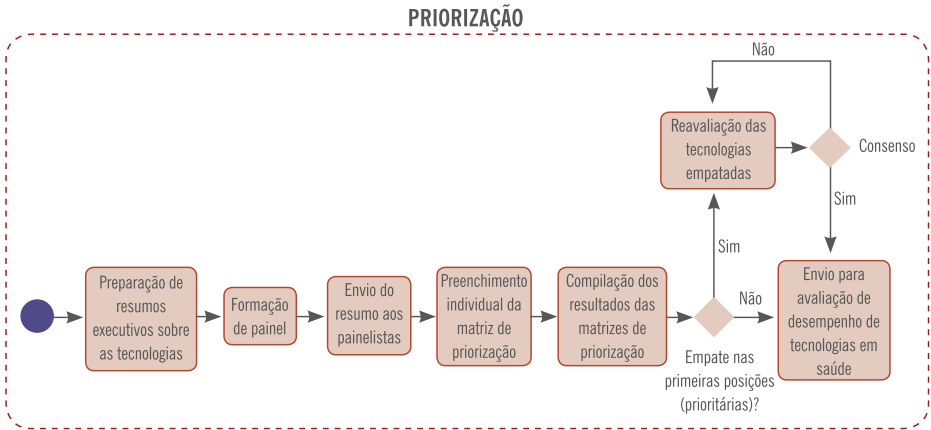 PRIORIZAÇÃO
Preparação de
resumos
executivos sobre
as tecnologias
Formação
de painel
Envio do
resumo aos
painelistas
Preenchimento
individual da
matriz de
priorização
Compilação dos
resultados das
matrizes de
priorização
Empate nas
primeiras posições
(prioritárias)?
Sim
Não
Reavaliação das
tecnologias
empatadas
Não
Consenso
Sim
Envio para
avaliação de
desempenho de
tecnologias em
saúde